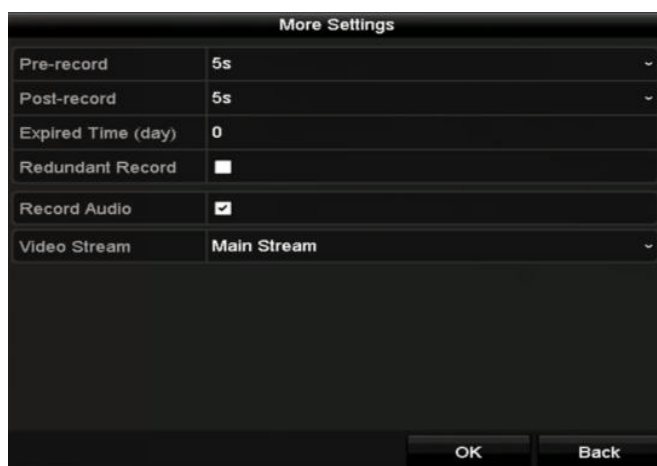 More Settings
Pre-record 5s
Post-record 5s
Expired Time (day) 0
Redundant Record
Record Audio
Video Stream Main Stream
OK Back